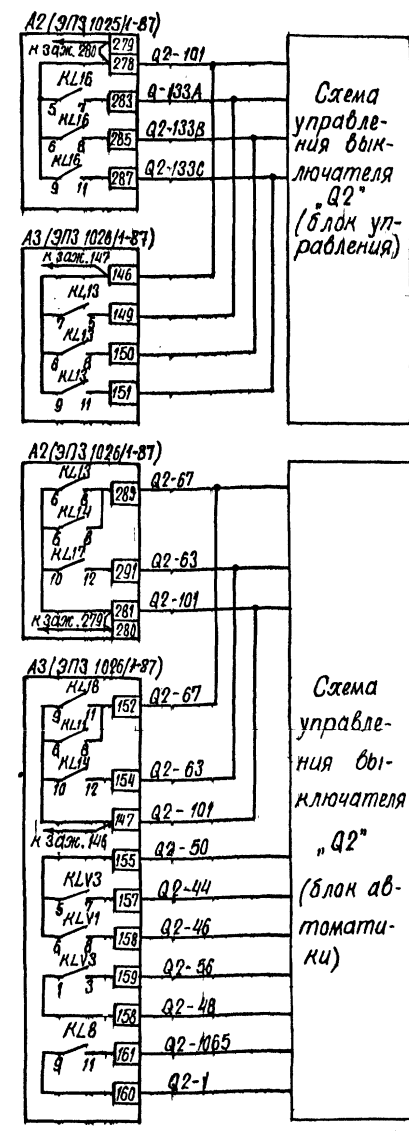 А2 (ЭПЗ 1025/1-87)
279
к заж. 280
278
Q2-101
KL16
5 7
283
Q-133А
KL16
6 8
285
Q2-133В
KL16
9 11
287
Q2-133С
Схема
управле-
ния вык-
лючателя
„Q2"
(блок уп-
равления)
А3 (ЭПЗ 1026/1-87)
к заж. 147
146
KL13
7 5
149
KL13
6 8
150
KL13
9 11
151
А2 (ЭПЗ 1026/1-87)
KL13
6 8
289
Q2-67
KL14
6 8
KL17
10 12
291
Q2-63
281
Q2-101
к заж. 279
280
А3 (ЭПЗ 1026/1-87)
KL18
9 11
152
Q2-67
6 8
KL14
10 12
154
Q2-63
147
Q2-101
к заж. 146
155
Q2-50
KLV3
5 7
157
Q2-44
KLV1
6 8
158
Q2-46
KLV3
1 3
159
Q2-56
158
Q2-48
KL8
9 11
161
Q2-1065
160
Q2-1
Схема
управле-
ния вы-
ключателя
„Q2"
(блок ав-
томати-
ки)